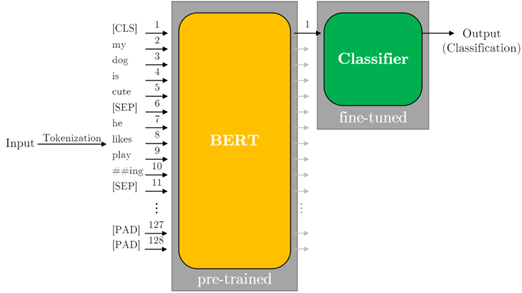 Input
Tokenization
[CLS] 1
my 2
dog 3
is 4
cute 5
[SEP] 6
he 7
likes 8
play 9
##ing 10
[SEP] 11
⋮
[PAD] 127
[PAD] 128
BERT
pre-trained
1
⋮
Classifier
fine-tuned
Output
(Classification)